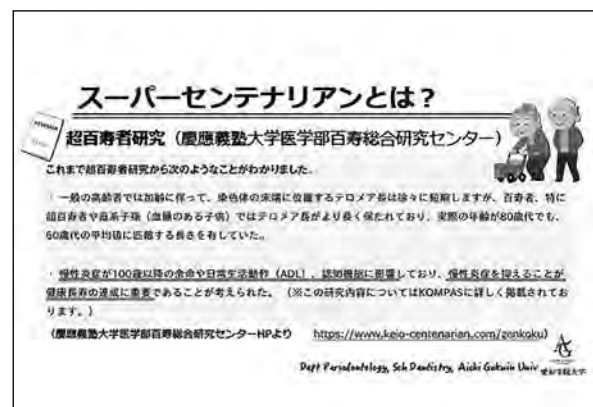 スーパーセンテナリアンとは？
超百寿者研究（慶應義塾大学医学部百寿総合研究センター）
これまで超百寿者研究から次のようなことがわかりました。
・一般の高齢者では加齢に伴って、染色体の末端に位置するテロメア長は徐々に短縮しますが、百寿者、特に
超百寿者や直系子孫（血縁のある子孫）ではテロメア長がより長く保たれており、実際の年齢が80歳代でも、
60歳代の平均値に匹敵する長さを有していた。
・慢性炎症が100歳以降の余命や日常生活動作（ADL）、認知機能に影響しており、慢性炎症を抑えることが
健康長寿の達成に重要であることが考えられた。（※この研究内容についてはKOMPASに詳しく掲載されてお
ります。）
（慶應義塾大学医学部百寿総合研究センターHPより　https://www.keio-centenarian.com/zenkoku）
Dept Periodontology, Sch Dentistry, Aichi Gakuin Univ
愛知学院大学